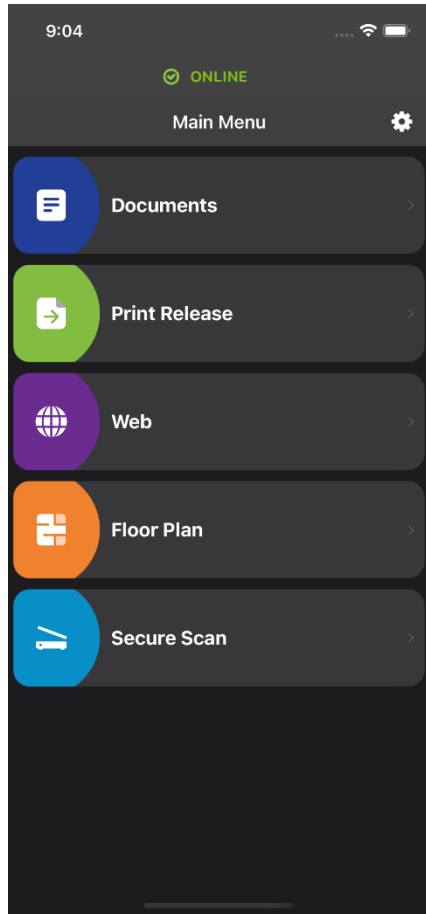 9:04
ONLINE
Main Menu
Documents
Print Release
Web
Floor Plan
Secure Scan